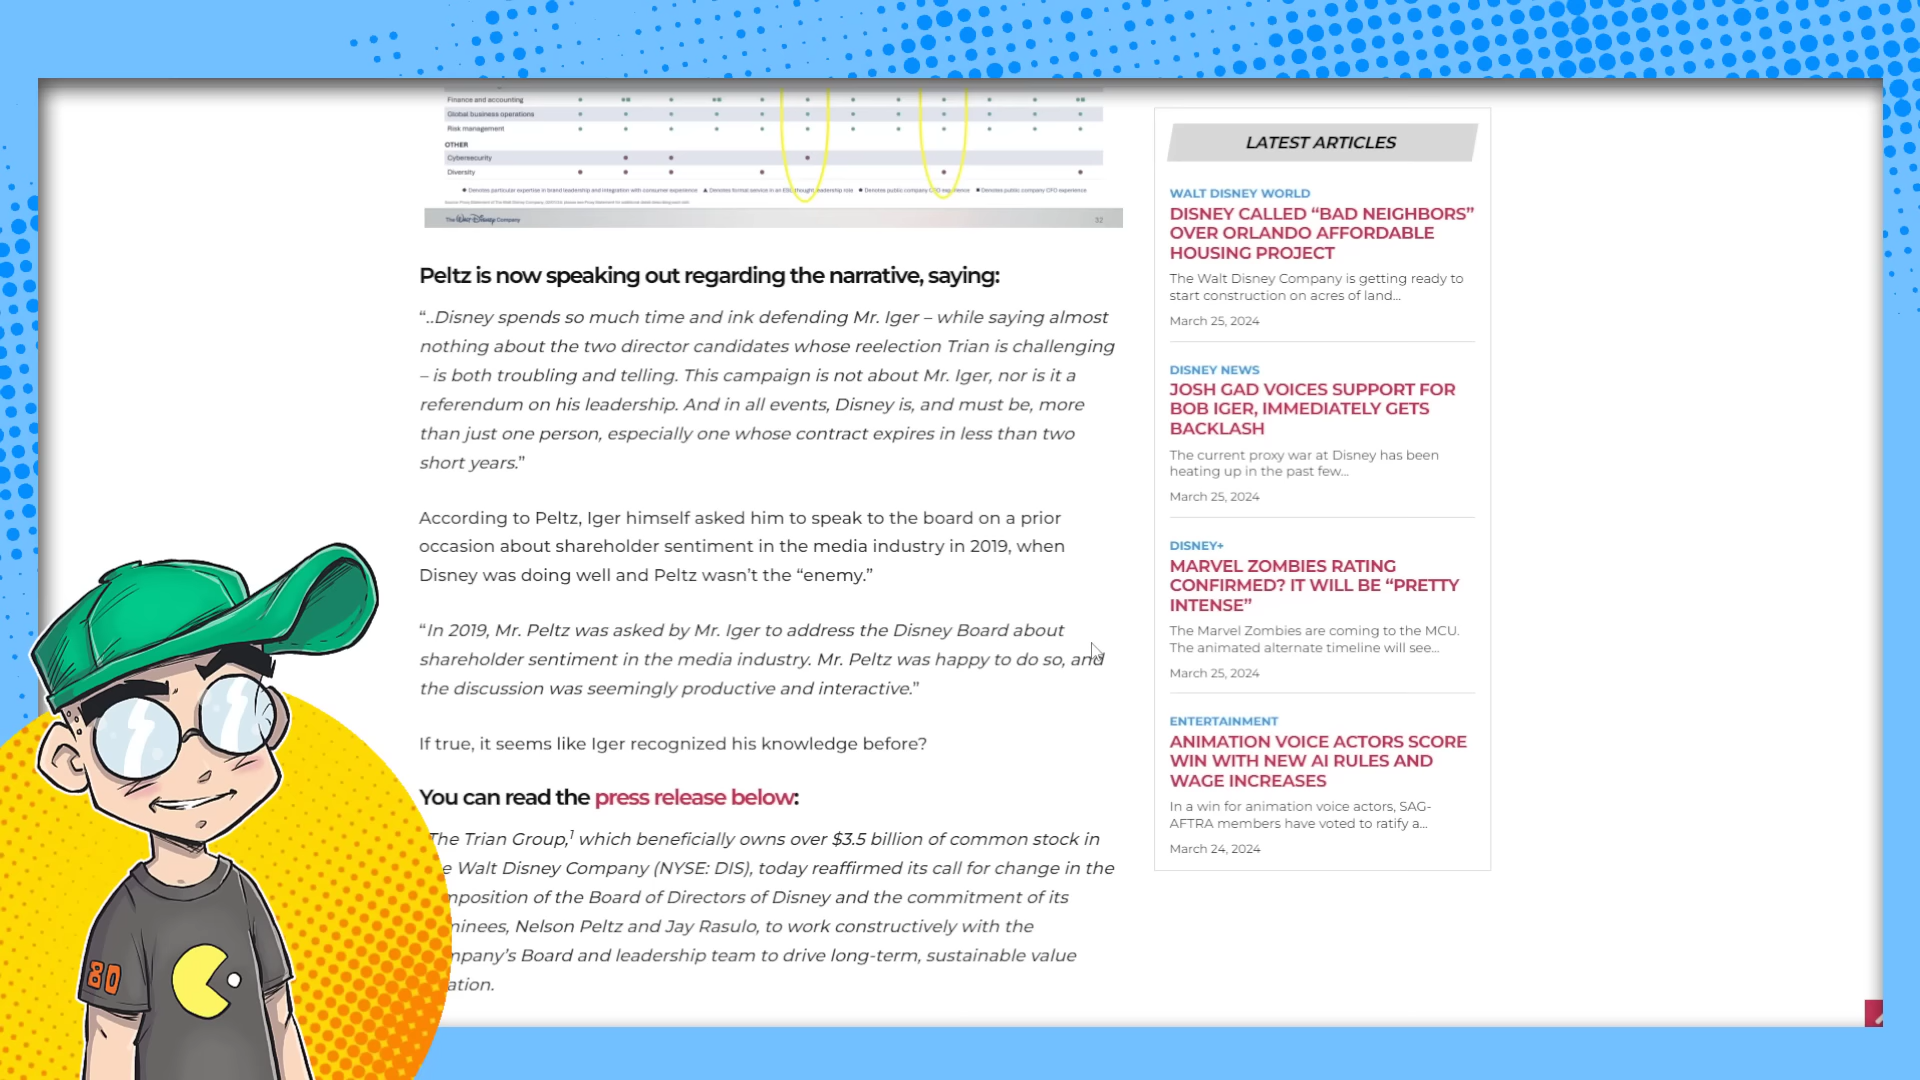 Finance and accounting
Global business operations
Risk management
OTHER
Cybersecurity
Diversity
Denotes particular expertise in brand leadership and integration with consumer experience Denotes formal service in an ESG thought leadership role Denotes public company CEO experience Denotes public company CFO experience
The Walt Disney Company
32
Peltz is now speaking out regarding the narrative, saying:
“..Disney spends so much time and ink defending Mr. Iger – while saying almost
nothing about the two director candidates whose reelection Trian is challenging
– is both troubling and telling. This campaign is not about Mr. Iger, nor is it a
referendum on his leadership. And in all events, Disney is, and must be, more
than just one person, especially one whose contract expires in less than two
short years.”
According to Peltz, Iger himself asked him to speak to the board on a prior
occasion about shareholder sentiment in the media industry in 2019, when
Disney was doing well and Peltz wasn’t the “enemy.”
“In 2019, Mr. Peltz was asked by Mr. Iger to address the Disney Board about
shareholder sentiment in the media industry. Mr. Peltz was happy to do so, and
the discussion was seemingly productive and interactive.”
If true, it seems like Iger recognized his knowledge before?
You can read the press release below:
The Trian Group,1 which beneficially owns over $3.5 billion of common stock in
e Walt Disney Company (NYSE: DIS), today reaffirmed its call for change in the
mposition of the Board of Directors of Disney and the commitment of its
minees, Nelson Peltz and Jay Rasulo, to work constructively with the
mpany’s Board and leadership team to drive long-term, sustainable value
ation.
LATEST ARTICLES
WALT DISNEY WORLD
DISNEY CALLED “BAD NEIGHBORS”
OVER ORLANDO AFFORDABLE
HOUSING PROJECT
The Walt Disney Company is getting ready to
start construction on acres of land...
March 25, 2024
DISNEY NEWS
JOSH GAD VOICES SUPPORT FOR
BOB IGER, IMMEDIATELY GETS
BACKLASH
The current proxy war at Disney has been
heating up in the past few...
March 25, 2024
DISNEY+
MARVEL ZOMBIES RATING
CONFIRMED? IT WILL BE “PRETTY
INTENSE”
The Marvel Zombies are coming to the MCU.
The animated alternate timeline will see...
March 25, 2024
ENTERTAINMENT
ANIMATION VOICE ACTORS SCORE
WIN WITH NEW AI RULES AND
WAGE INCREASES
In a win for animation voice actors, SAG-
AFTRA members have voted to ratify a...
March 24, 2024
80